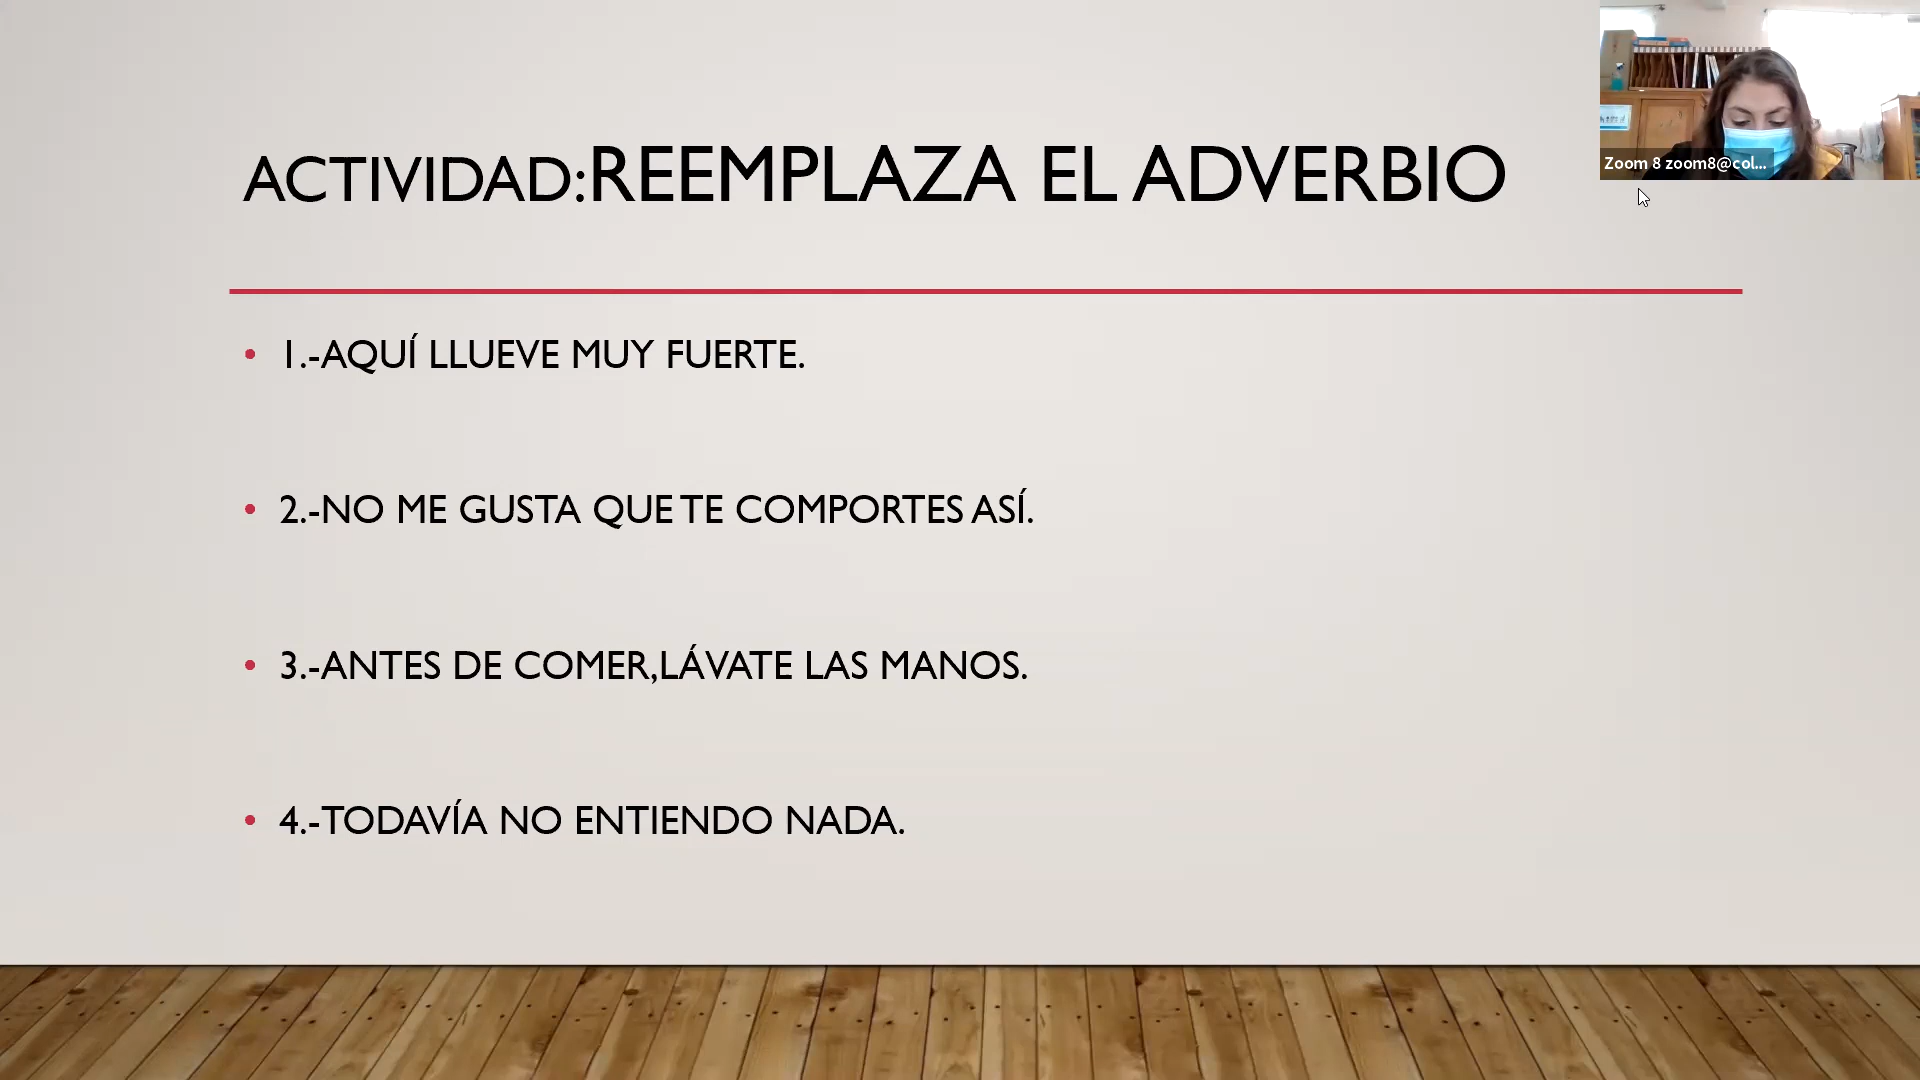 ACTIVIDAD:REEMPLAZA EL ADVERBIO
Zoom 8 zoom8@col...
• 1.-AQUÍ LLUEVE MUY FUERTE.
• 2.-NO ME GUSTA QUE TE COMPORTES ASÍ.
• 3.-ANTES DE COMER,LÁVATE LAS MANOS.
• 4.-TODAVÍA NO ENTIENDO NADA.